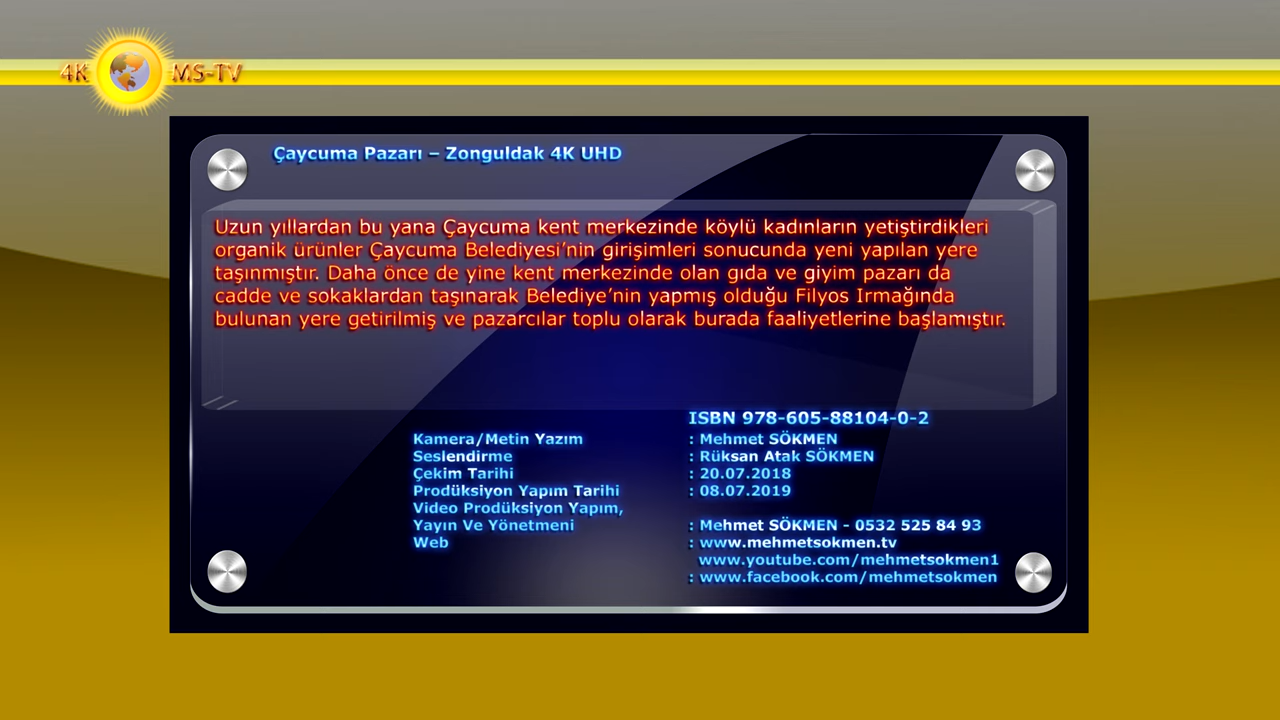 4K MS-TV
Çaycuma Pazarı – Zonguldak 4K UHD
Uzun yıllardan bu yana Çaycuma kent merkezinde köylü kadınların yetiştirdikleri
organik ürünler Çaycuma Belediyesi’nin girişimleri sonucunda yeni yapılan yere
taşınmıştır. Daha önce de yine kent merkezinde olan gıda ve giyim pazarı da
cadde ve sokaklardan taşınarak Belediye’nin yapmış olduğu Filyos Irmağında
bulunan yere getirilmiş ve pazarcılar toplu olarak burada faaliyetlerine başlamıştır.
ISBN 978-605-88104-0-2
Kamera/Metin Yazım : Mehmet SÖKMEN
Seslendirme : Rüksan Atak SÖKMEN
Çekim Tarihi : 20.07.2018
Prodüksiyon Yapım Tarihi : 08.07.2019
Video Prodüksiyon Yapım,
Yayın Ve Yönetmeni : Mehmet SÖKMEN - 0532 525 84 93
Web : www.mehmetsokmen.tv
www.youtube.com/mehmetsokmen1
: www.facebook.com/mehmetsokmen